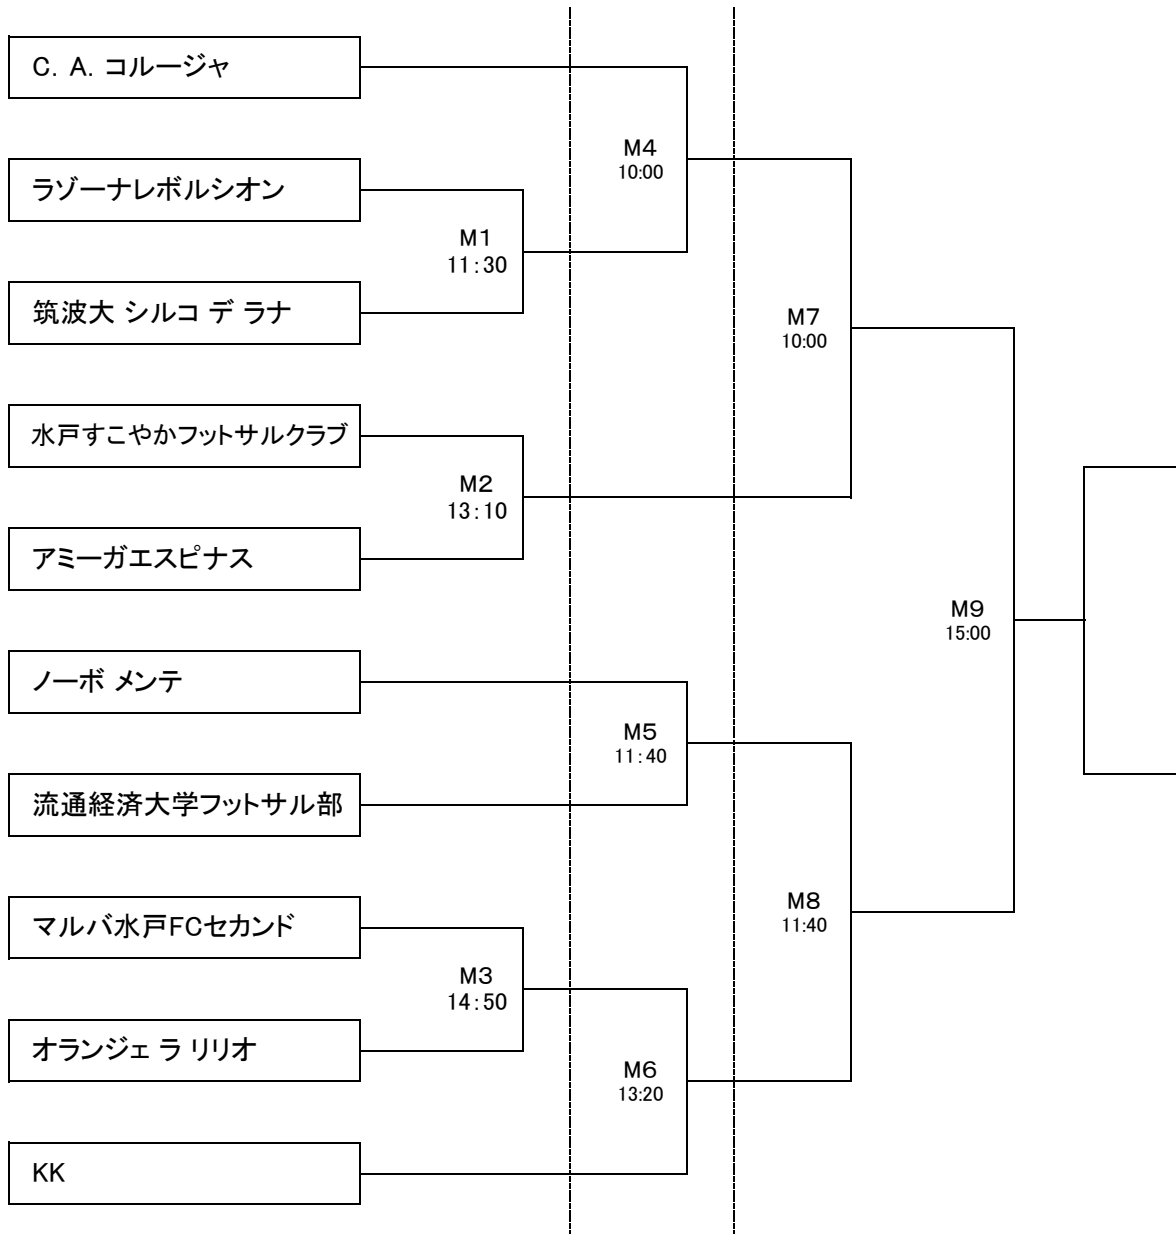 C. A. コルージャ
M4
10:00
ラゾーナレボルシオン
M1
11:30
筑波大 シルコ デ ラナ
M7
10:00
水戸すこやかフットサルクラブ
M2
13:10
アミーガエスピナス
M9
15:00
ノーボ メンテ
M5
11:40
流通経済大学フットサル部
M8
11:40
マルバ水戸FCセカンド
M3
14:50
オランジェ ラ リリオ
M6
13:20
KK